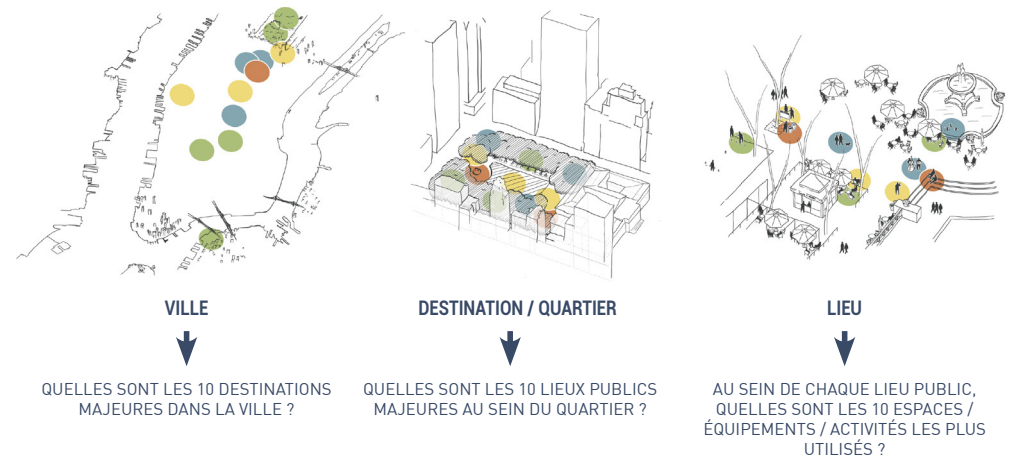 VILLE
QUELLES SONT LES 10 DESTINATIONS
MAJEURES DANS LA VILLE ?
DESTINATION / QUARTIER
QUELLES SONT LES 10 LIEUX PUBLICS
MAJEURES AU SEIN DU QUARTIER ?
LIEU
AU SEIN DE CHAQUE LIEU PUBLIC,
QUELLES SONT LES 10 ESPACES /
ÉQUIPEMENTS / ACTIVITÉS LES PLUS
UTILISÉS ?